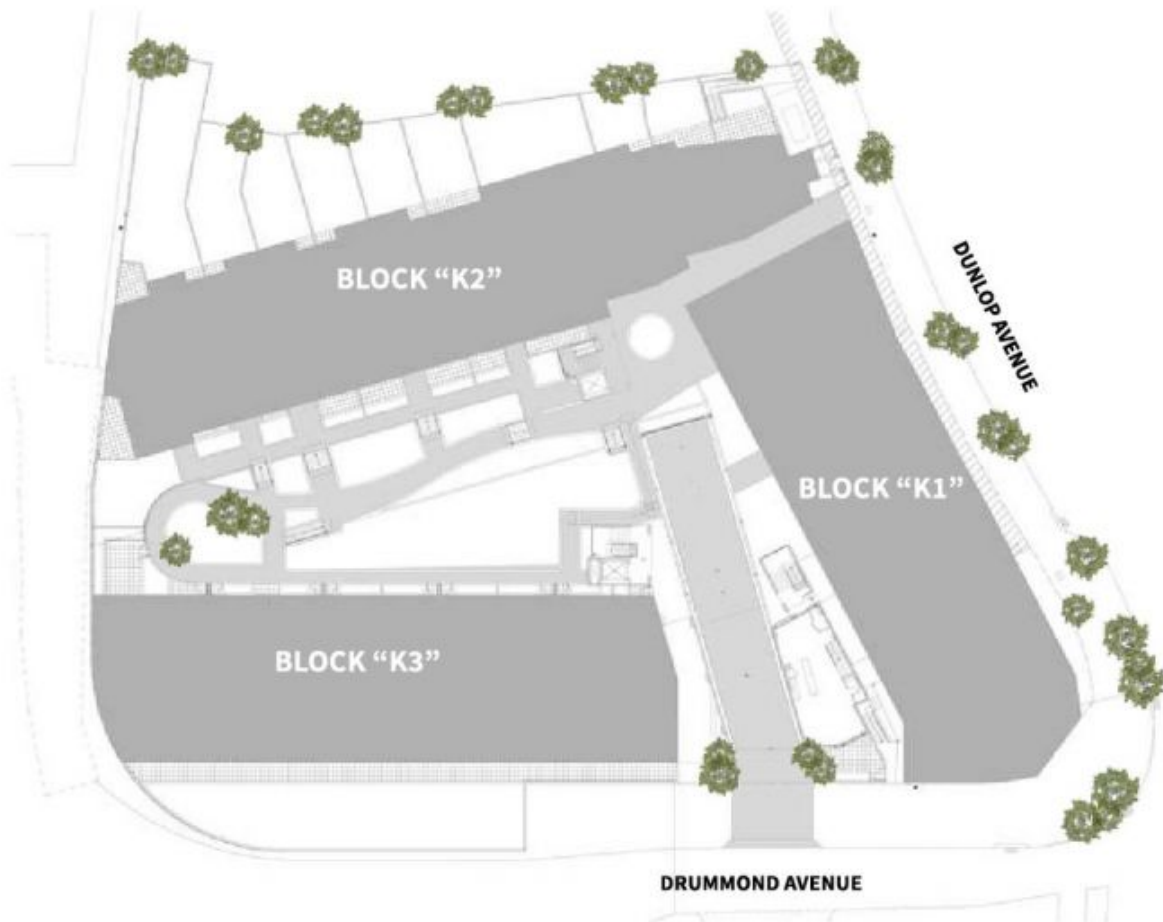 BLOCK “K2”
DUNLOP AVENUE
BLOCK “K1”
BLOCK “K3”
DRUMMOND AVENUE